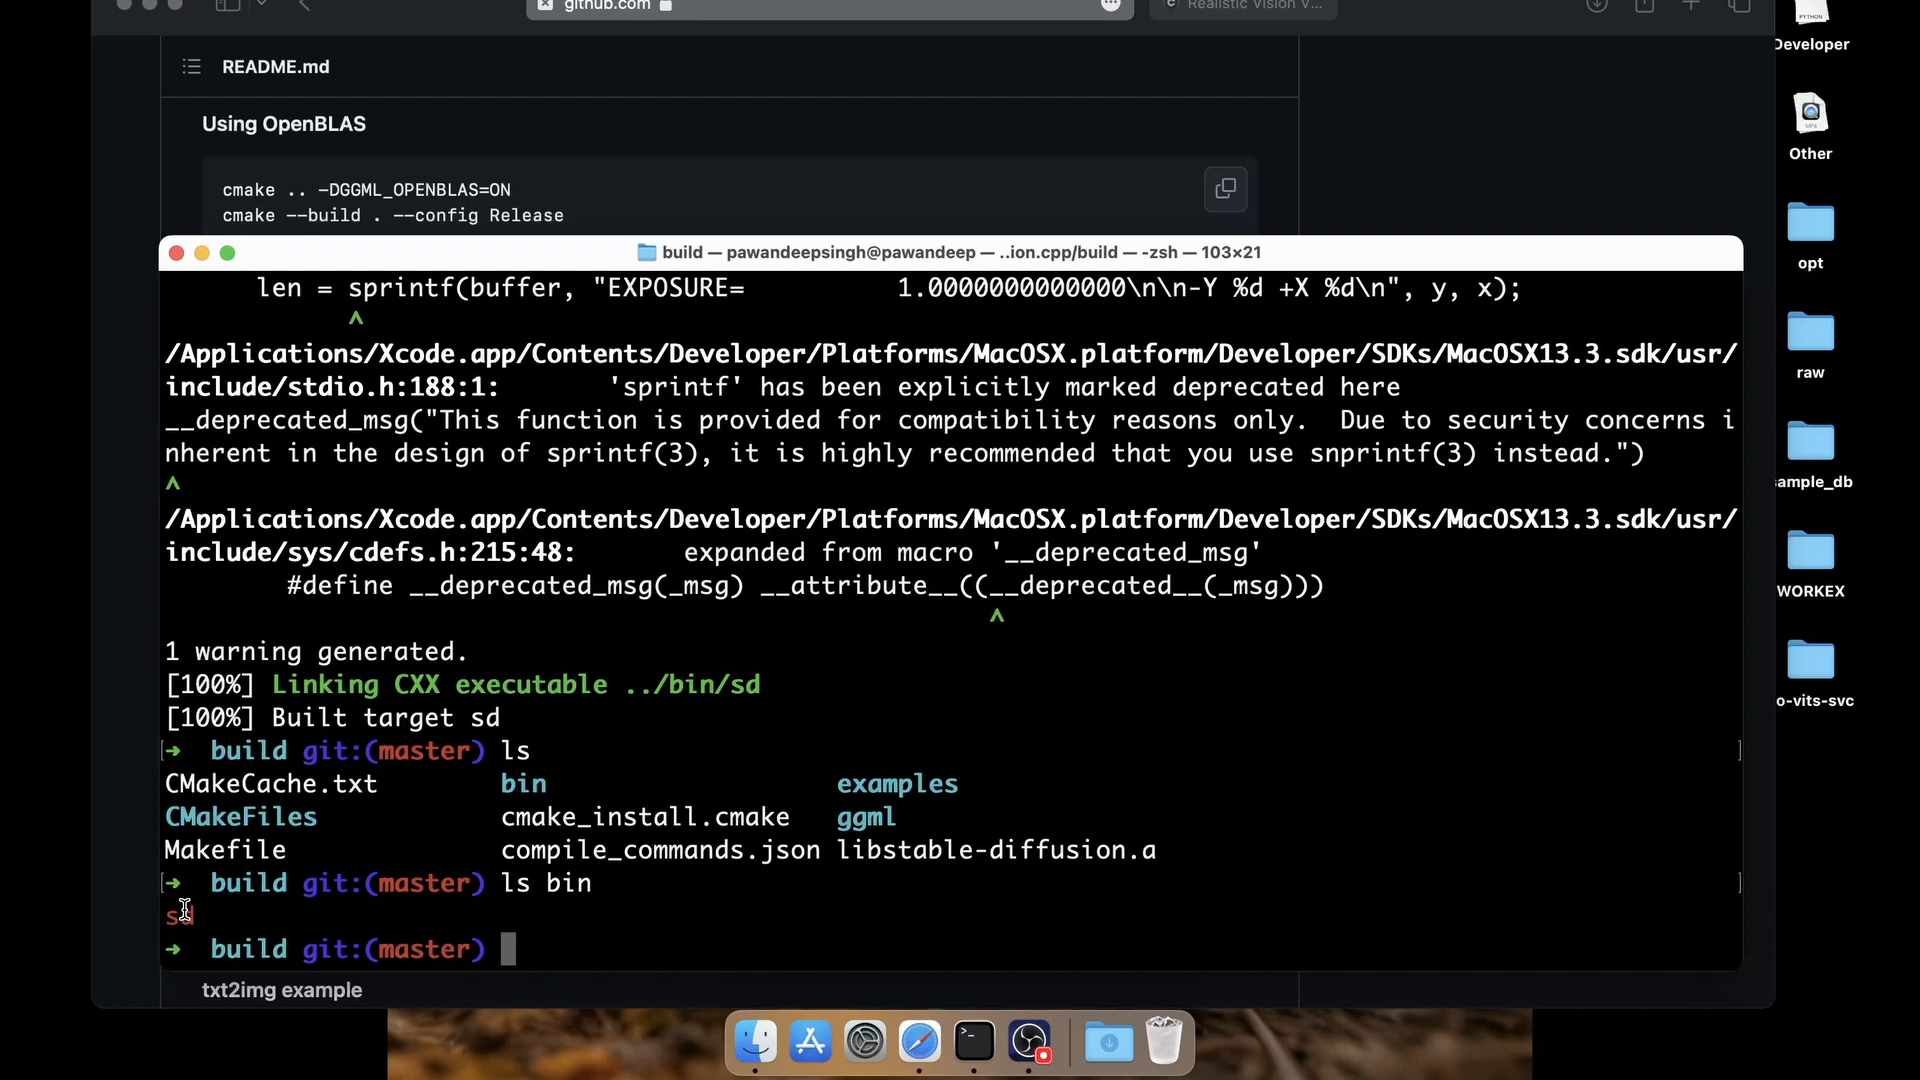 github.com
Realistic Vision V...
README.md
Using OpenBLAS
cmake .. -DGGML_OPENBLAS=ON
cmake --build . --config Release
build — pawandeepsingh@pawandeep — ..ion.cpp/build — -zsh — 103×21
len = sprintf(buffer, "EXPOSURE=          1.0000000000000\n\n-Y %d +X %d\n", y, x);
^
/Applications/Xcode.app/Contents/Developer/Platforms/MacOSX.platform/Developer/SDKs/MacOSX13.3.sdk/usr/
include/stdio.h:188:1:       'sprintf' has been explicitly marked deprecated here
__deprecated_msg("This function is provided for compatibility reasons only.  Due to security concerns i
nherent in the design of sprintf(3), it is highly recommended that you use snprintf(3) instead.")
^
/Applications/Xcode.app/Contents/Developer/Platforms/MacOSX.platform/Developer/SDKs/MacOSX13.3.sdk/usr/
include/sys/cdefs.h:215:48:       expanded from macro '__deprecated_msg'
#define __deprecated_msg(_msg) __attribute__((__deprecated__(_msg)))
^
1 warning generated.
[100%] Linking CXX executable ../bin/sd
[100%] Built target sd
[➜  build git:(master) ls ]
CMakeCache.txt        bin                   examples
CMakeFiles            cmake_install.cmake   ggml
Makefile              compile_commands.json libstable-diffusion.a
[➜  build git:(master) ls bin ]
sd
➜  build git:(master)
txt2img example
PYTHON
Developer
MP4
Other
opt
raw
sample_db
WORKEX
o-vits-svc